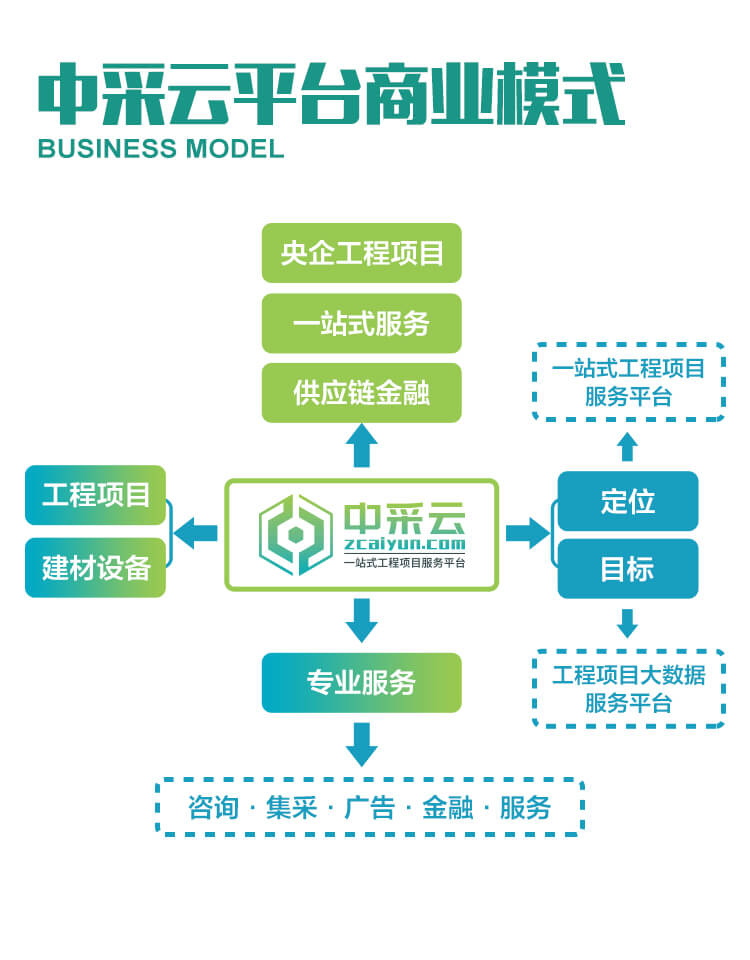 中采云平台商业模式
BUSINESS MODEL
央企工程项目
一站式服务
供应链金融
一站式工程项目
服务平台
工程项目
建材设备
中采云
zcaiyun.com
一站式工程项目服务平台
定位
目标
专业服务
工程项目大数据
服务平台
咨询·集采·广告·金融·服务